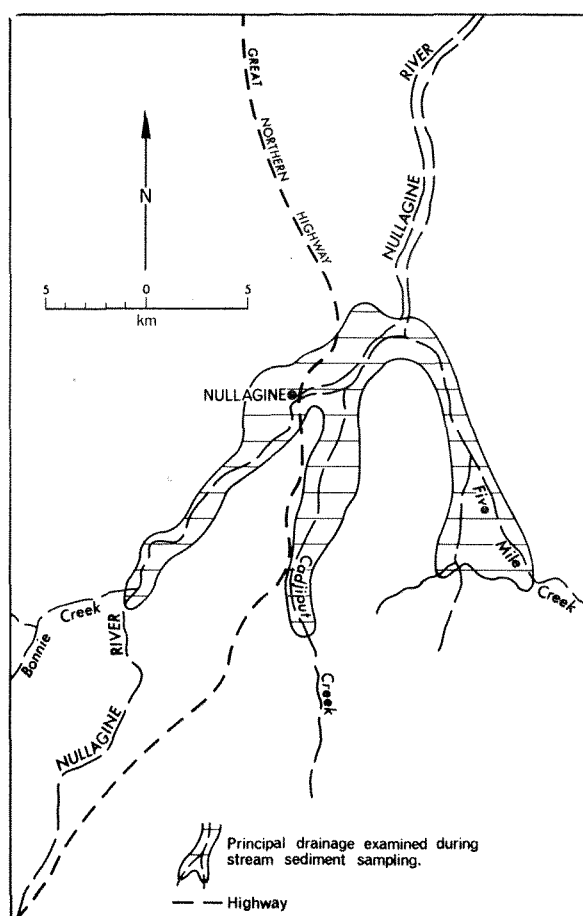 GREAT NORTHERN HIGHWAY
NULLAGINE RIVER
N
5 0 5
km
NULLAGINE
Five Mile Creek
Cadjiput Creek
Bonnie Creek
NULLAGINE RIVER
Principal drainage examined during
stream sediment sampling.
Highway